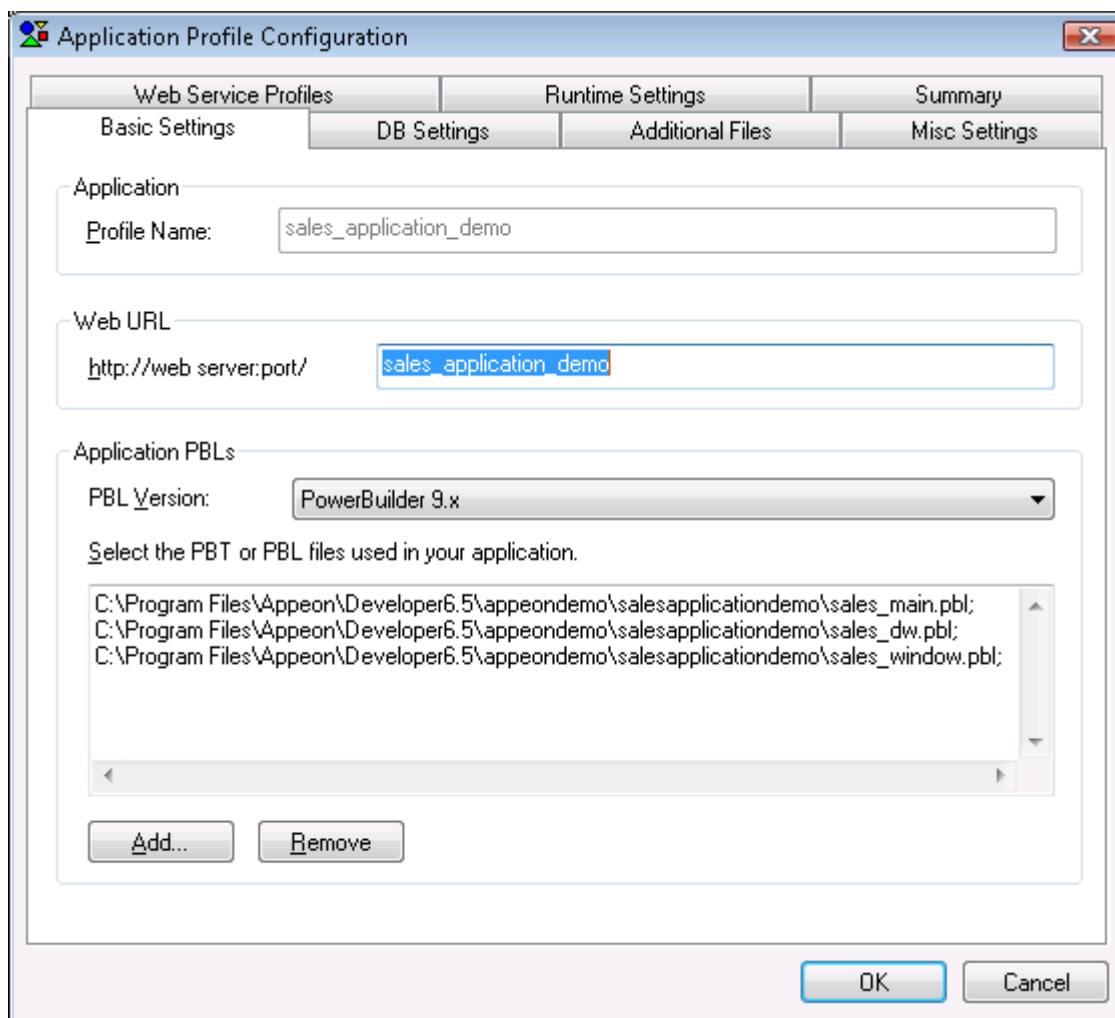 Application Profile Configuration
Web Service Profiles Runtime Settings Summary
Basic Settings DB Settings Additional Files Misc Settings
Application
Profile Name: sales_application_demo
Web URL
http://web server:port/ sales_application_demo
Application PBLs
PBL Version: PowerBuilder 9.x
Select the PBT or PBL files used in your application.
C:\Program Files\Appeon\Developer6.5\appeondemo\salesapplicationdemo\sales_main.pbl;
C:\Program Files\Appeon\Developer6.5\appeondemo\salesapplicationdemo\sales_dw.pbl;
C:\Program Files\Appeon\Developer6.5\appeondemo\salesapplicationdemo\sales_window.pbl;
Add... Remove
OK Cancel